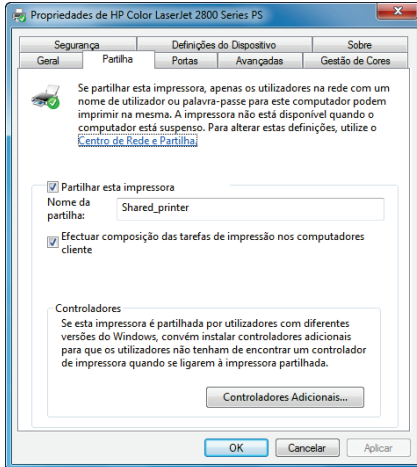 Propriedades de HP Color LaserJet 2800 Series PS
Segurança Definições do Dispositivo Sobre
Geral Partilha Portas Avançadas Gestão de Cores
Se partilhar esta impressora, apenas os utilizadores na rede com um
nome de utilizador ou palavra-passe para este computador podem
imprimir na mesma. A impressora não está disponível quando o
computador está suspenso. Para alterar estas definições, utilize o
Centro de Rede e Partilha.
Partilhar esta impressora
Nome da
partilha:
Shared_printer
Efectuar composição das tarefas de impressão nos computadores
cliente
Controladores
Se esta impressora é partilhada por utilizadores com diferentes
versões do Windows, convém instalar controladores adicionais
para que os utilizadores não tenham de encontrar um controlador
de impressora quando se ligarem à impressora partilhada.
Controladores Adicionais...
OK Cancelar Aplicar